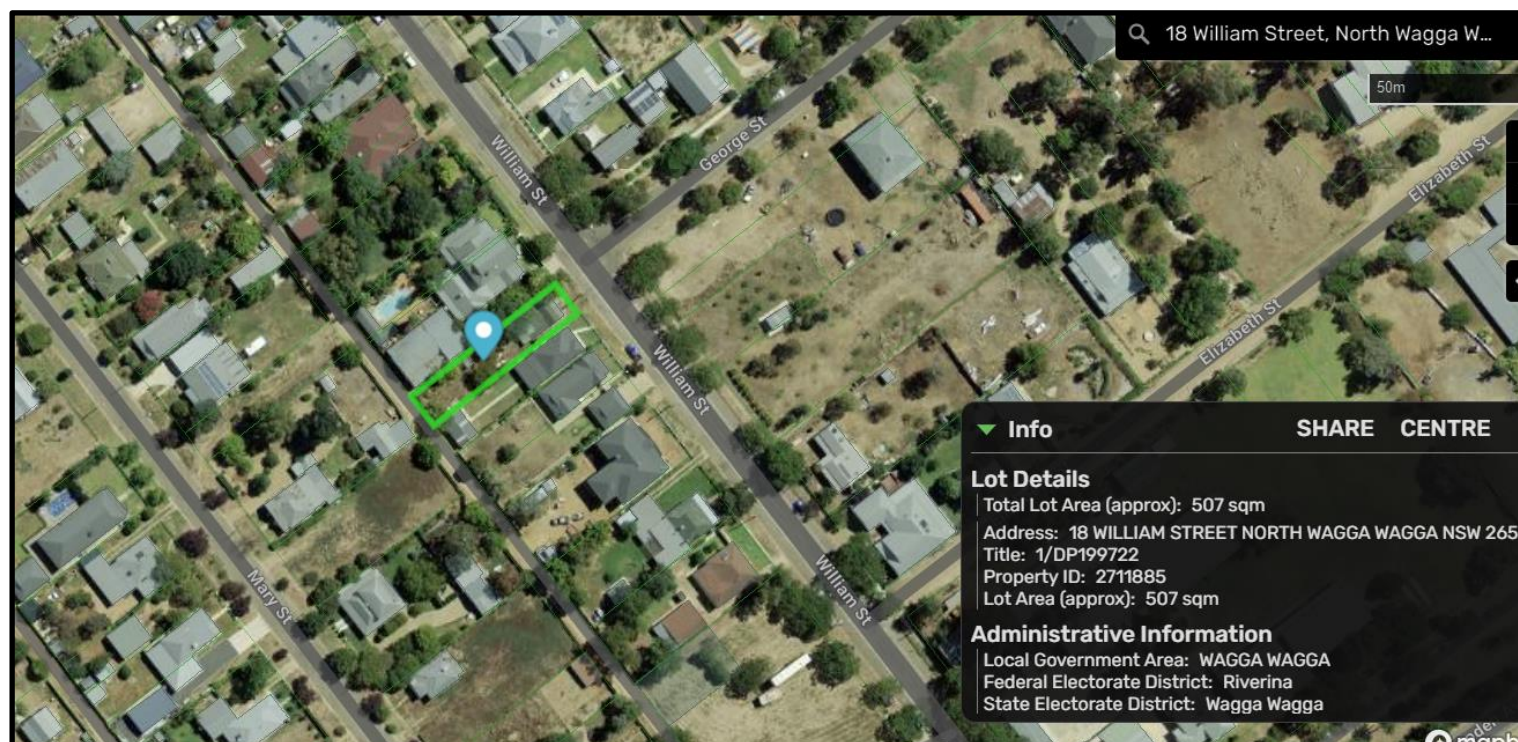 18 William Street, North Wagga W...
50m
William St
George St
Elizabeth St
Elizabeth St
William St
William St
Mary St
Info SHARE CENTRE
Lot Details
Total Lot Area (approx): 507 sqm
Address: 18 WILLIAM STREET NORTH WAGGA WAGGA NSW 265
Title: 1/DP199722
Property ID: 2711885
Lot Area (approx): 507 sqm
Administrative Information
Local Government Area: WAGGA WAGGA
Federal Electorate District: Riverina
State Electorate District: Wagga Wagga